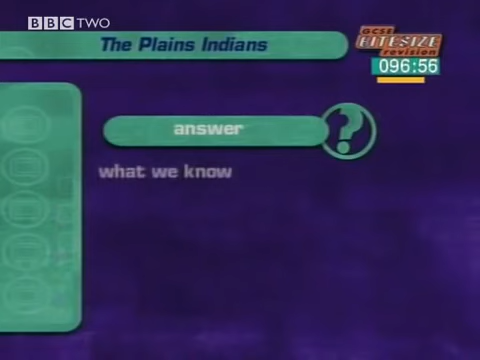 BBC TWO
The Plains Indians
GCSE
BITESIZE
revision
096:56
answer
?
what we know